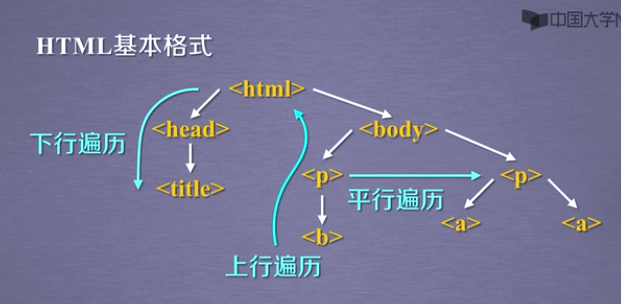 中国大学M
HTML基本格式
<html>
下行遍历
<head>
<body>
<title>
<p>
<p>
平行遍历
<b>
<a>
<a>
上行遍历